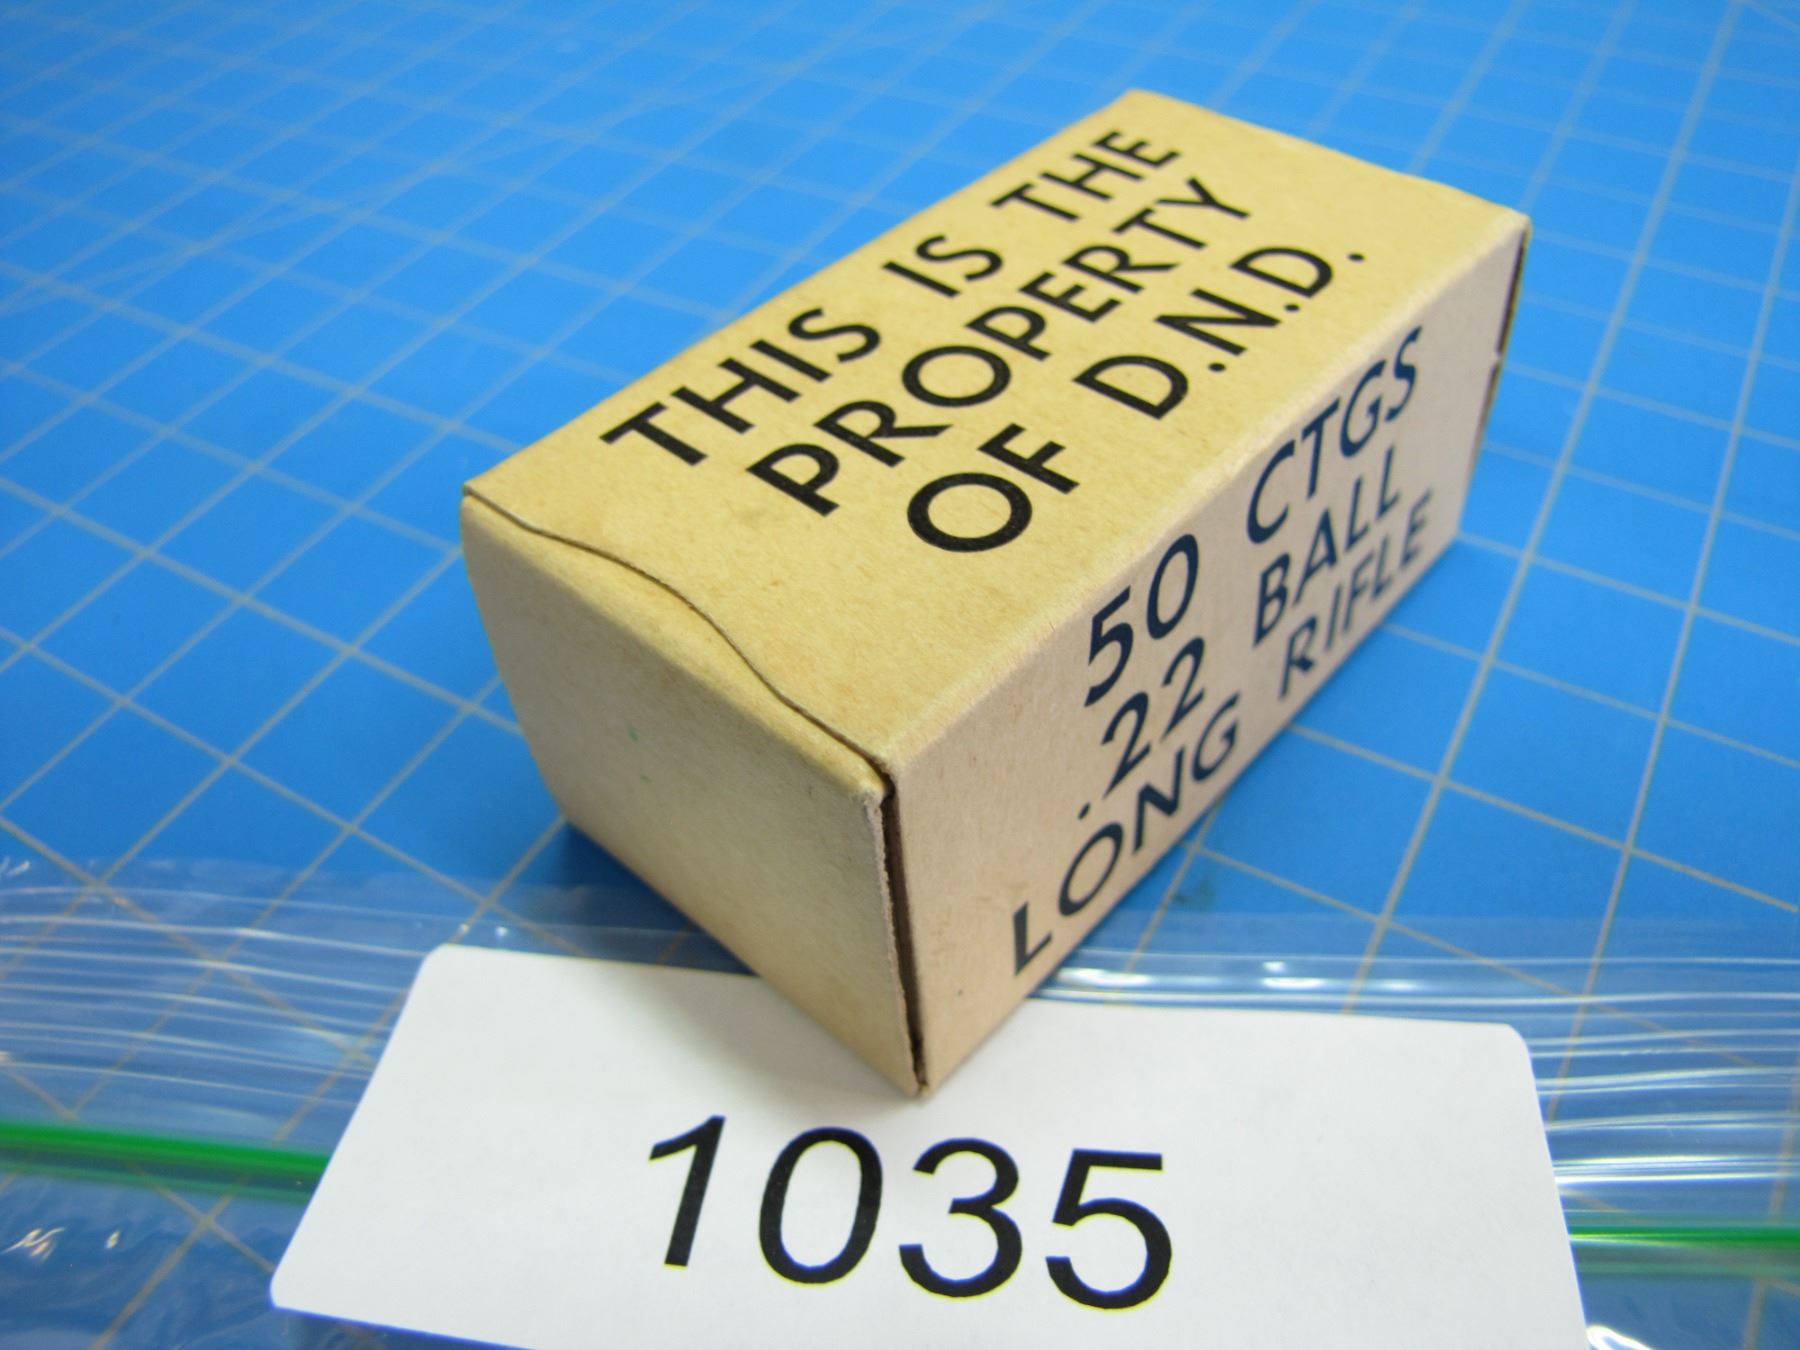 THIS IS THE
PROPERTY
OF D.N.D.
50 CTGS
.22 BALL
LONG RIFLE
1035